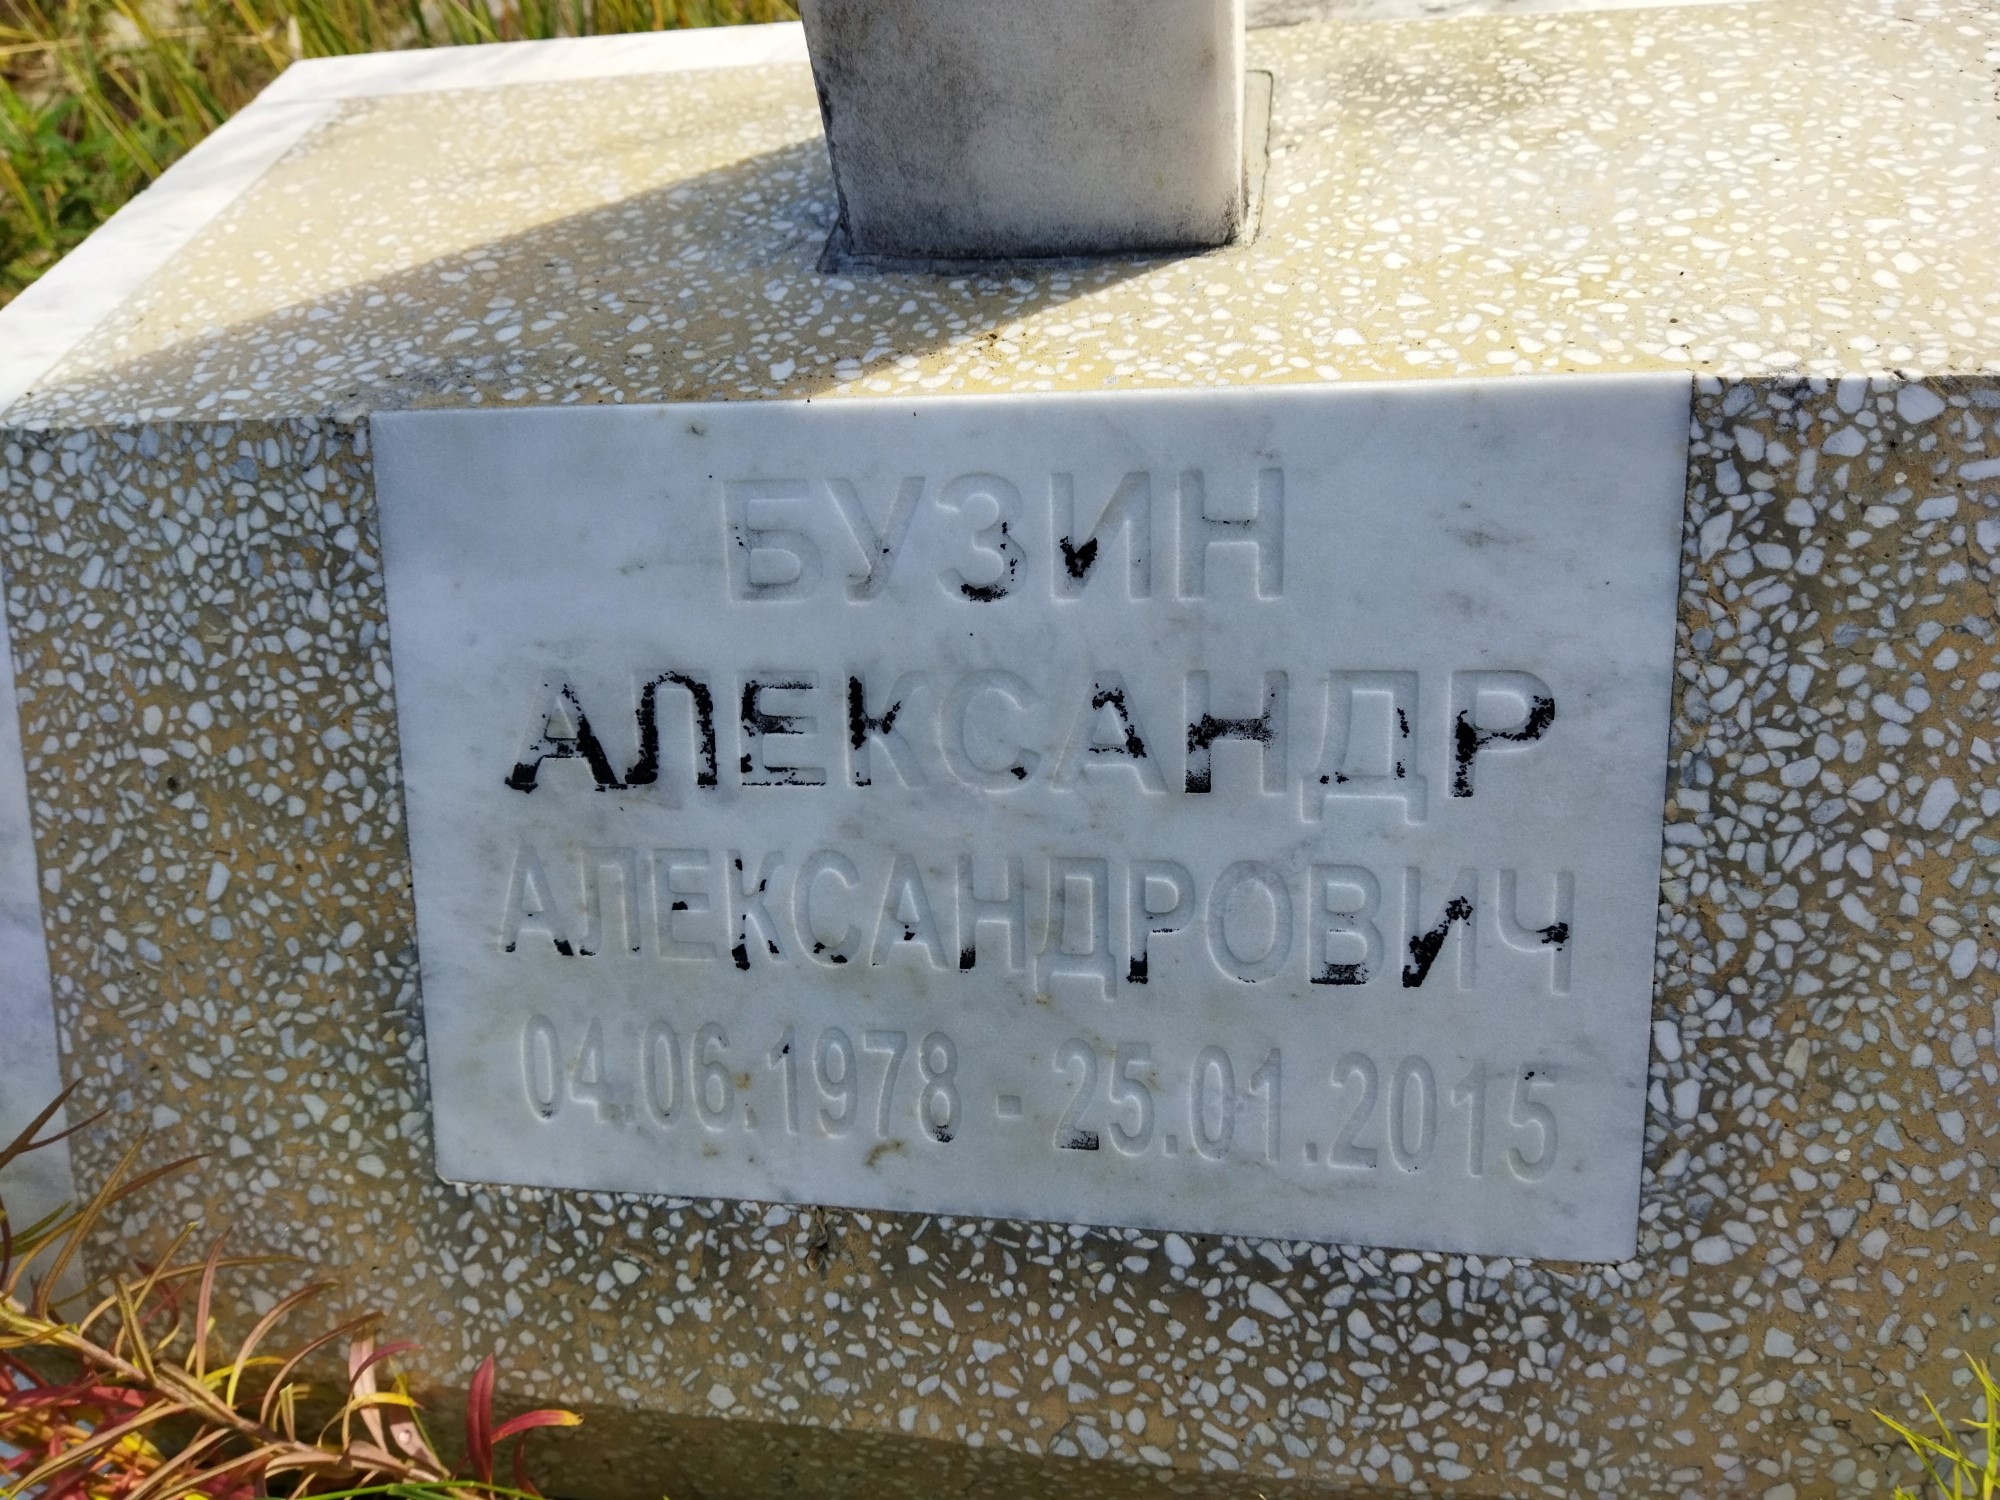 БУЗИН
АЛЕКСАНДР
АЛЕКСАНДРОВИЧ
04.06.1978 - 25.01.2015